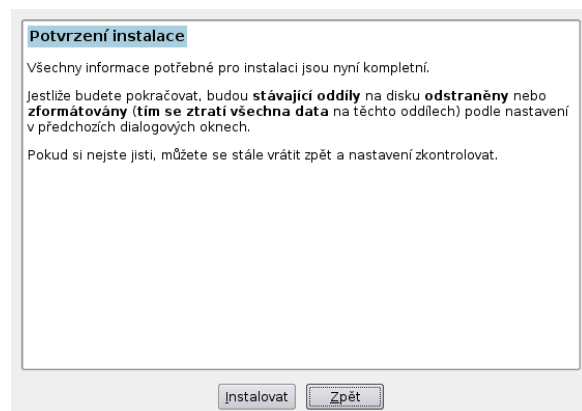 Potvrzení instalace
Všechny informace potřebné pro instalaci jsou nyní kompletní.
Jestliže budete pokračovat, budou stávající oddíly na disku odstraněny nebo
zformátovány (tím se ztratí všechna data na těchto oddílech) podle nastavení
v předchozích dialogových oknech.
Pokud si nejste jisti, můžete se stále vrátit zpět a nastavení zkontrolovat.
Instalovat
Zpět